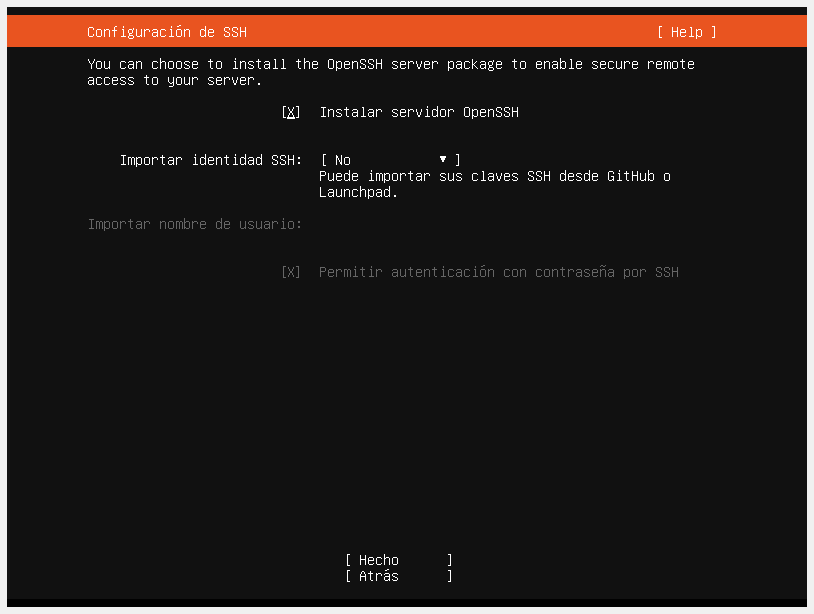 Configuración de SSH [ Help ]
You can choose to install the OpenSSH server package to enable secure remote
access to your server.
[X] Instalar servidor OpenSSH
Importar identidad SSH: [ No ▾ ]
Puede importar sus claves SSH desde GitHub o
Launchpad.
Importar nombre de usuario:
[X] Permitir autenticación con contraseña por SSH
[ Hecho ]
[ Atrás ]